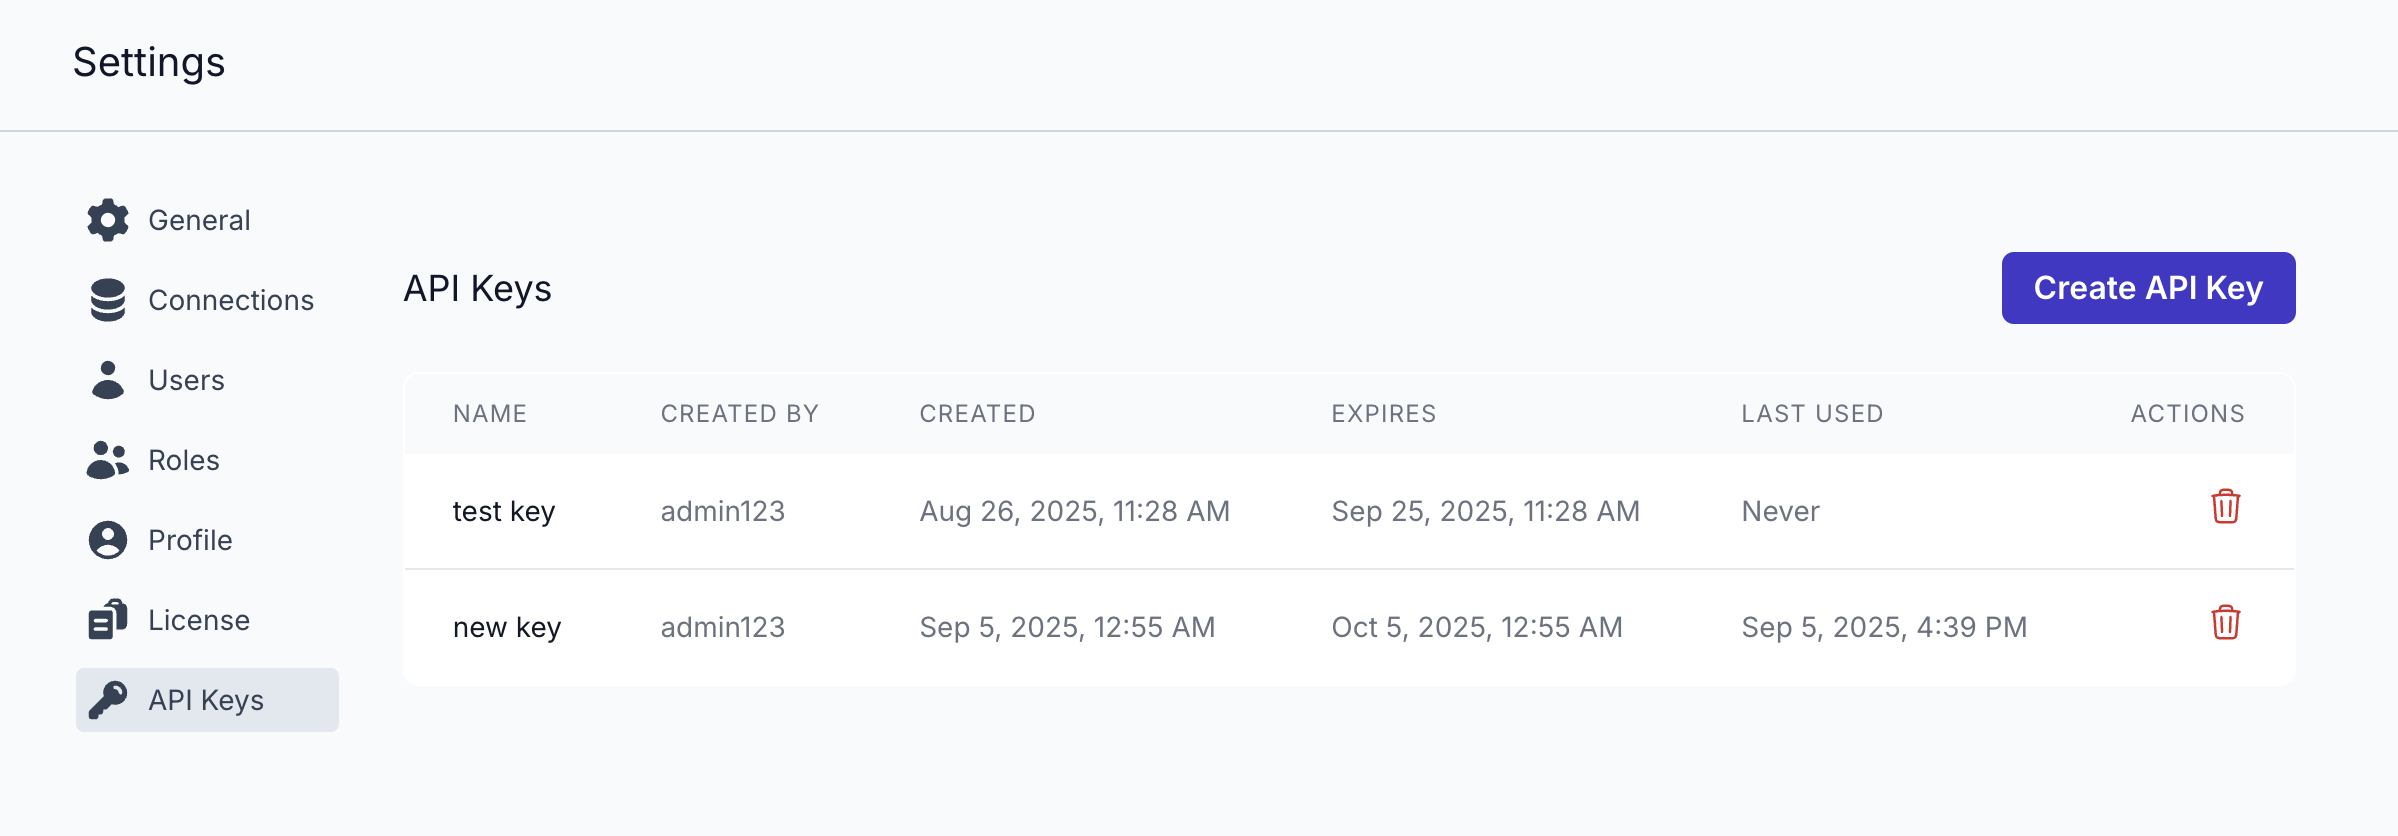 Settings
General
Connections
Users
Roles
Profile
License
API Keys
API Keys
Create API Key
NAME CREATED BY CREATED EXPIRES LAST USED ACTIONS
test key admin123 Aug 26, 2025, 11:28 AM Sep 25, 2025, 11:28 AM Never
new key admin123 Sep 5, 2025, 12:55 AM Oct 5, 2025, 12:55 AM Sep 5, 2025, 4:39 PM